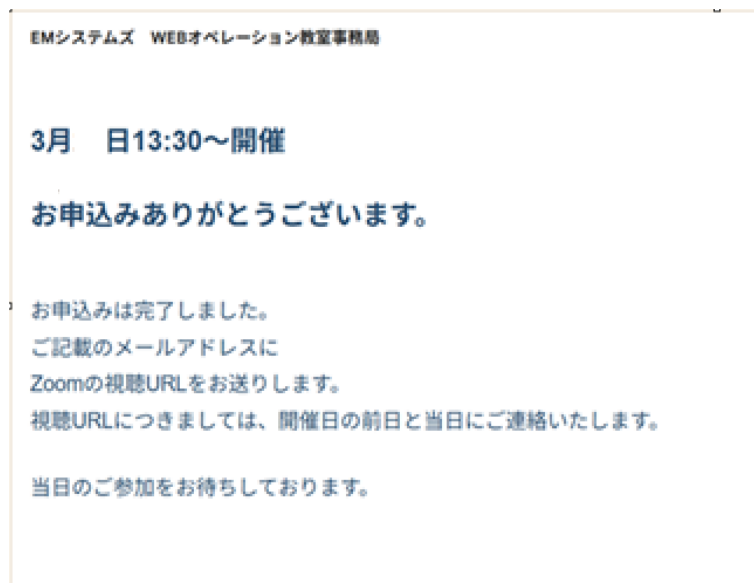 EMシステムズ　WEBオペレーション教室事務局
3月　日13:30～開催
お申込みありがとうございます。
お申込みは完了しました。
ご記載のメールアドレスに
Zoomの視聴URLをお送りします。
視聴URLにつきましては、開催日の前日と当日にご連絡いたします。
当日のご参加をお待ちしております。